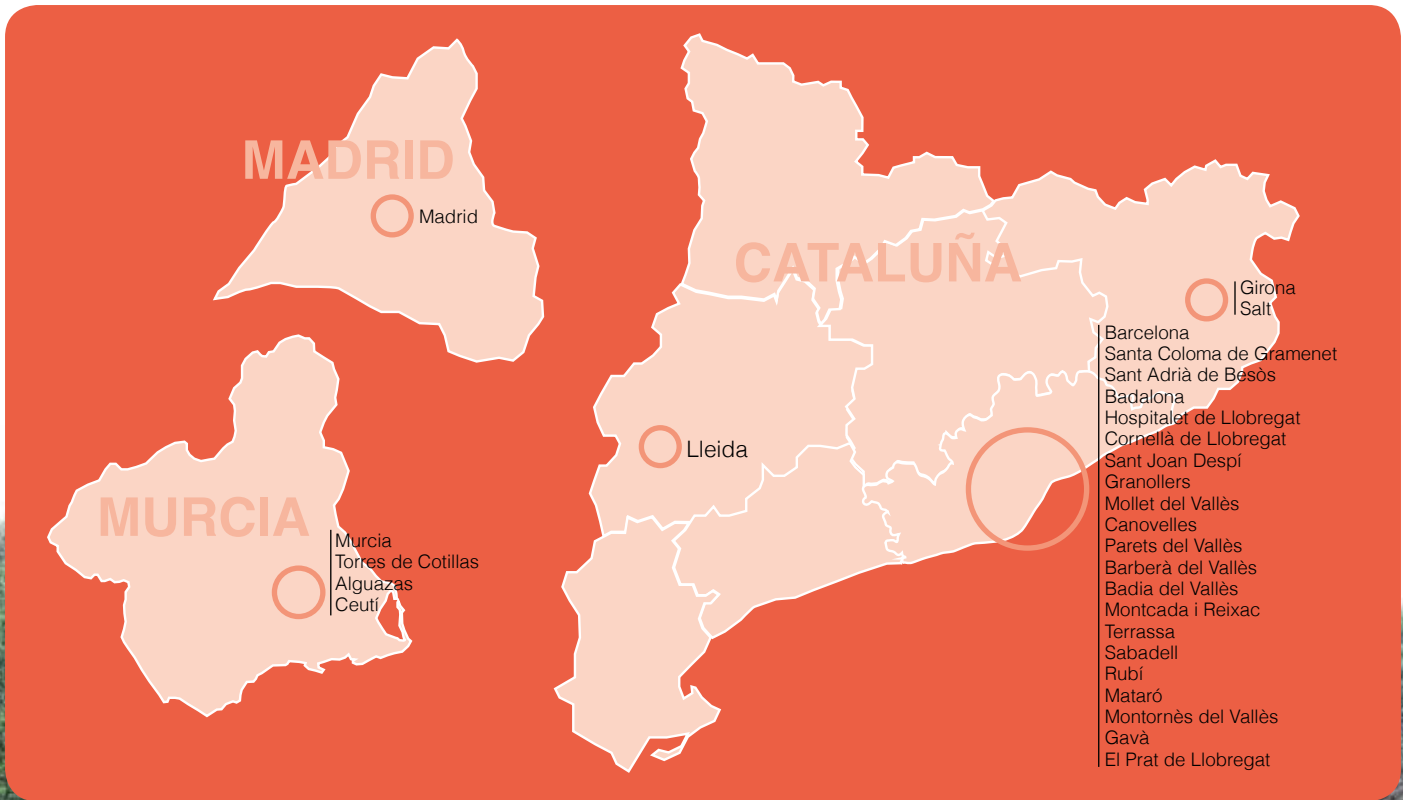 MADRID
Madrid
CATALUÑA
Girona
Salt
Barcelona
Santa Coloma de Gramenet
Sant Adrià de Besòs
Badalona
Hospitalet de Llobregat
Cornellà de Llobregat
Sant Joan Despí
Granollers
Mollet del Vallès
Canovelles
Parets del Vallès
Barberà del Vallès
Badia del Vallès
Montcada i Reixac
Terrassa
Sabadell
Rubí
Mataró
Montornès del Vallès
Gavà
El Prat de Llobregat
Lleida
MURCIA
Murcia
Torres de Cotillas
Alguazas
Ceutí